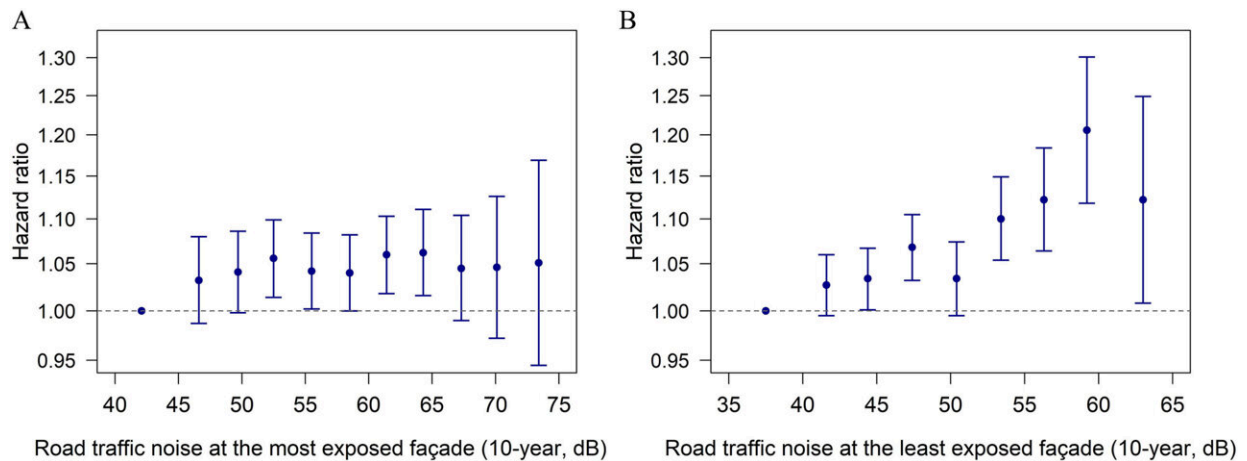 A
Hazard ratio
1.30
1.25
1.20
1.15
1.10
1.05
1.00
0.95
40 45 50 55 60 65 70 75
Road traffic noise at the most exposed façade (10-year, dB)
B
Hazard ratio
1.30
1.25
1.20
1.15
1.10
1.05
1.00
0.95
35 40 45 50 55 60 65
Road traffic noise at the least exposed façade (10-year, dB)